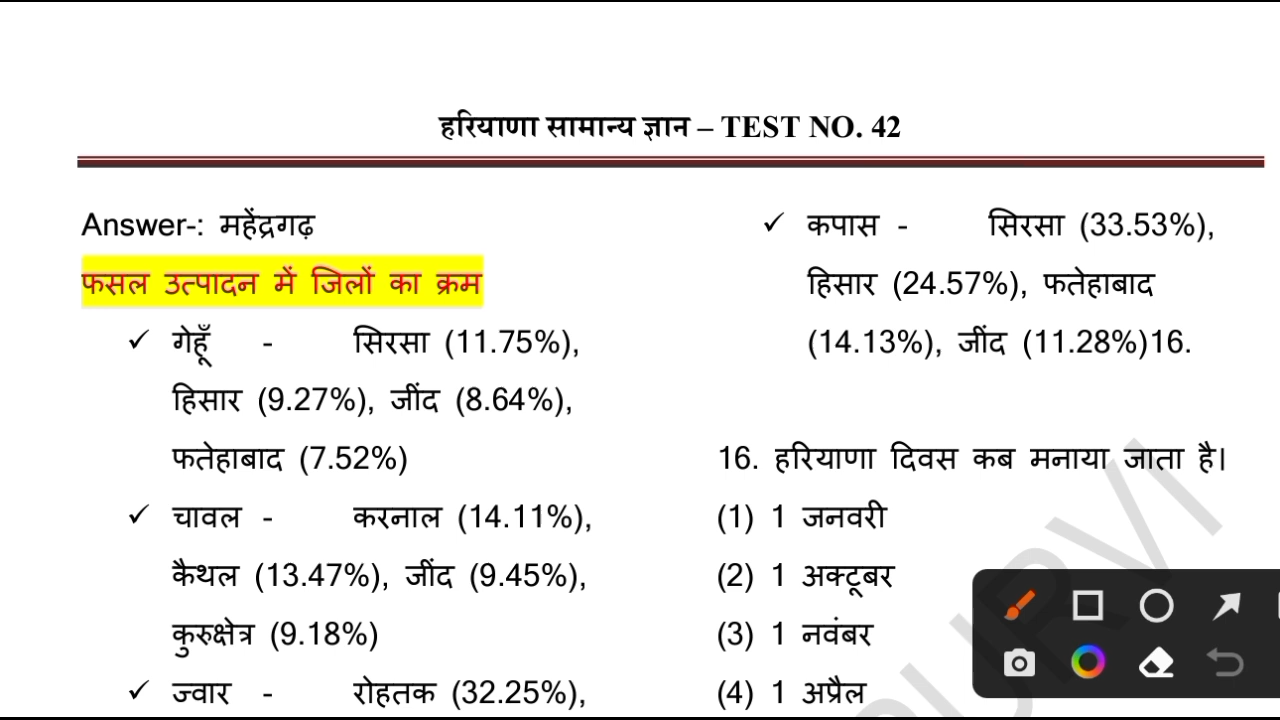 हरियाणा सामान्य ज्ञान – TEST NO. 42
Answer-: महेंद्रगढ़
फसल उत्पादन में जिलों का क्रम
✓ गेहूँ - सिरसा (11.75%),
हिसार (9.27%), जींद (8.64%),
फतेहाबाद (7.52%)
✓ चावल - करनाल (14.11%),
कैथल (13.47%), जींद (9.45%),
कुरुक्षेत्र (9.18%)
✓ ज्वार - रोहतक (32.25%),
✓ कपास - सिरसा (33.53%),
हिसार (24.57%), फतेहाबाद
(14.13%), जींद (11.28%)16.
16. हरियाणा दिवस कब मनाया जाता है।
(1) 1 जनवरी
(2) 1 अक्टूबर
(3) 1 नवंबर
(4) 1 अप्रैल